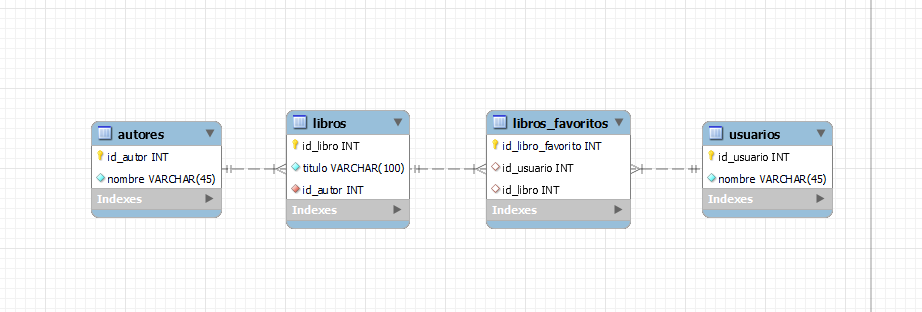 autores
id_autor INT
nombre VARCHAR(45)
Indexes
libros
id_libro INT
titulo VARCHAR(100)
id_autor INT
Indexes
libros_favoritos
id_libro_favorito INT
id_usuario INT
id_libro INT
Indexes
usuarios
id_usuario INT
nombre VARCHAR(45)
Indexes